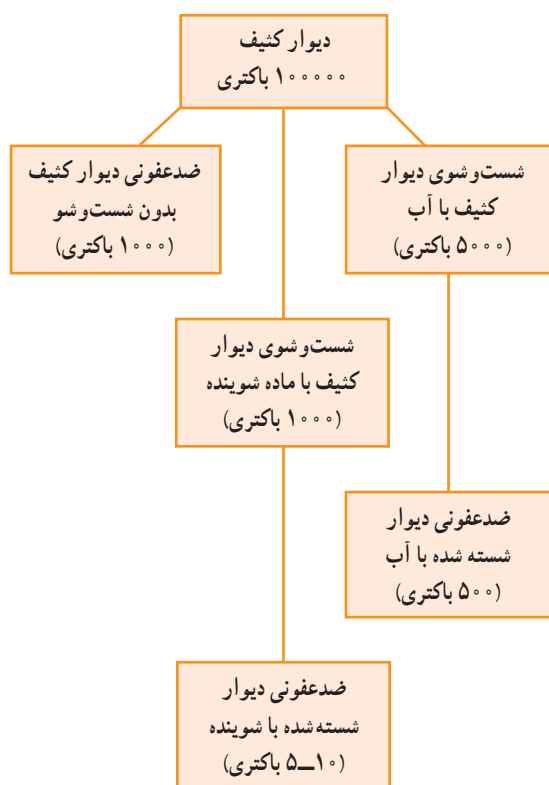 دیوار کثیف
۱۰۰۰۰۰ باکتری
شست‌وشوی دیوار
کثیف با آب
(۵۰۰۰ باکتری)
ضدعفونی دیوار کثیف
بدون شست‌وشو
(۱۰۰۰ باکتری)
شست‌وشوی دیوار
کثیف با ماده شوینده
(۱۰۰۰ باکتری)
ضدعفونی دیوار
شسته شده با آب
(۵۰۰ باکتری)
ضدعفونی دیوار
شسته‌شده با شوینده
(۱۰ــ۵ باکتری)